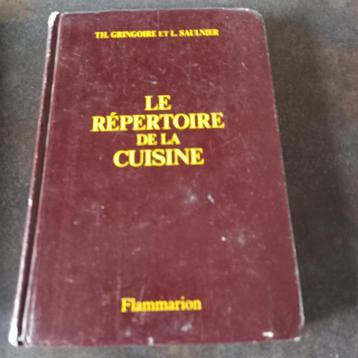 TH. GRINGOIRE ET L. SAULNIER
LE
RÉPERTOIRE
DE LA
CUISINE
Flammarion